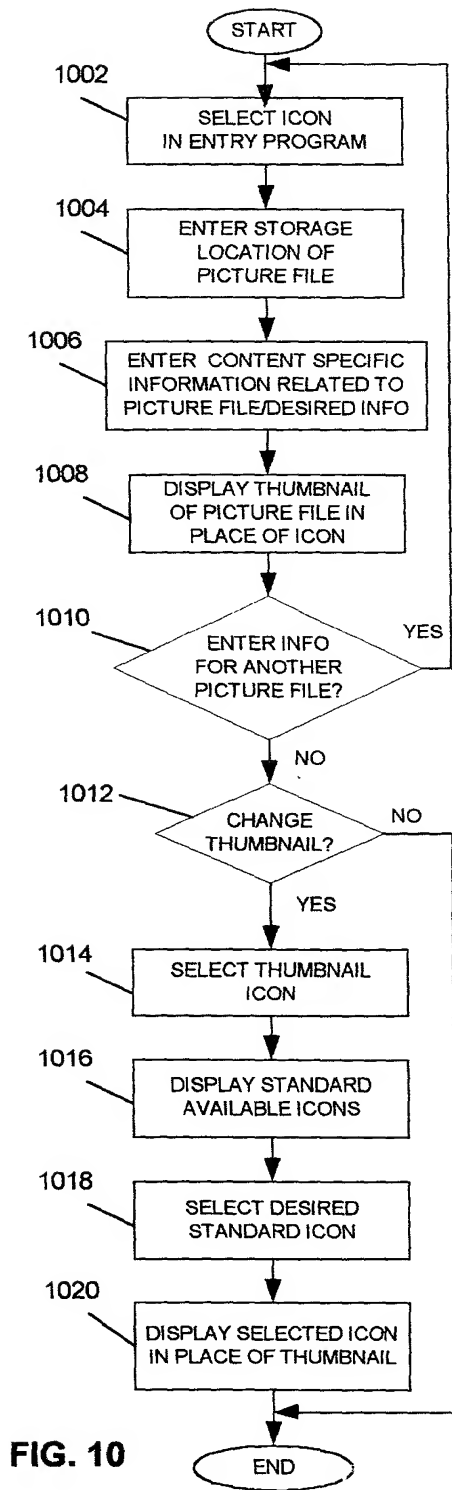 START
1002
SELECT ICON
IN ENTRY PROGRAM
1004
ENTER STORAGE
LOCATION OF
PICTURE FILE
1006
ENTER CONTENT SPECIFIC
INFORMATION RELATED TO
PICTURE FILE/DESIRED INFO
1008
DISPLAY THUMBNAIL
OF PICTURE FILE IN
PLACE OF ICON
1010
ENTER INFO
FOR ANOTHER
PICTURE FILE?
YES
NO
1012
CHANGE
THUMBNAIL?
NO
YES
1014
SELECT THUMBNAIL
ICON
1016
DISPLAY STANDARD
AVAILABLE ICONS
1018
SELECT DESIRED
STANDARD ICON
1020
DISPLAY SELECTED ICON
IN PLACE OF THUMBNAIL
FIG. 10
END